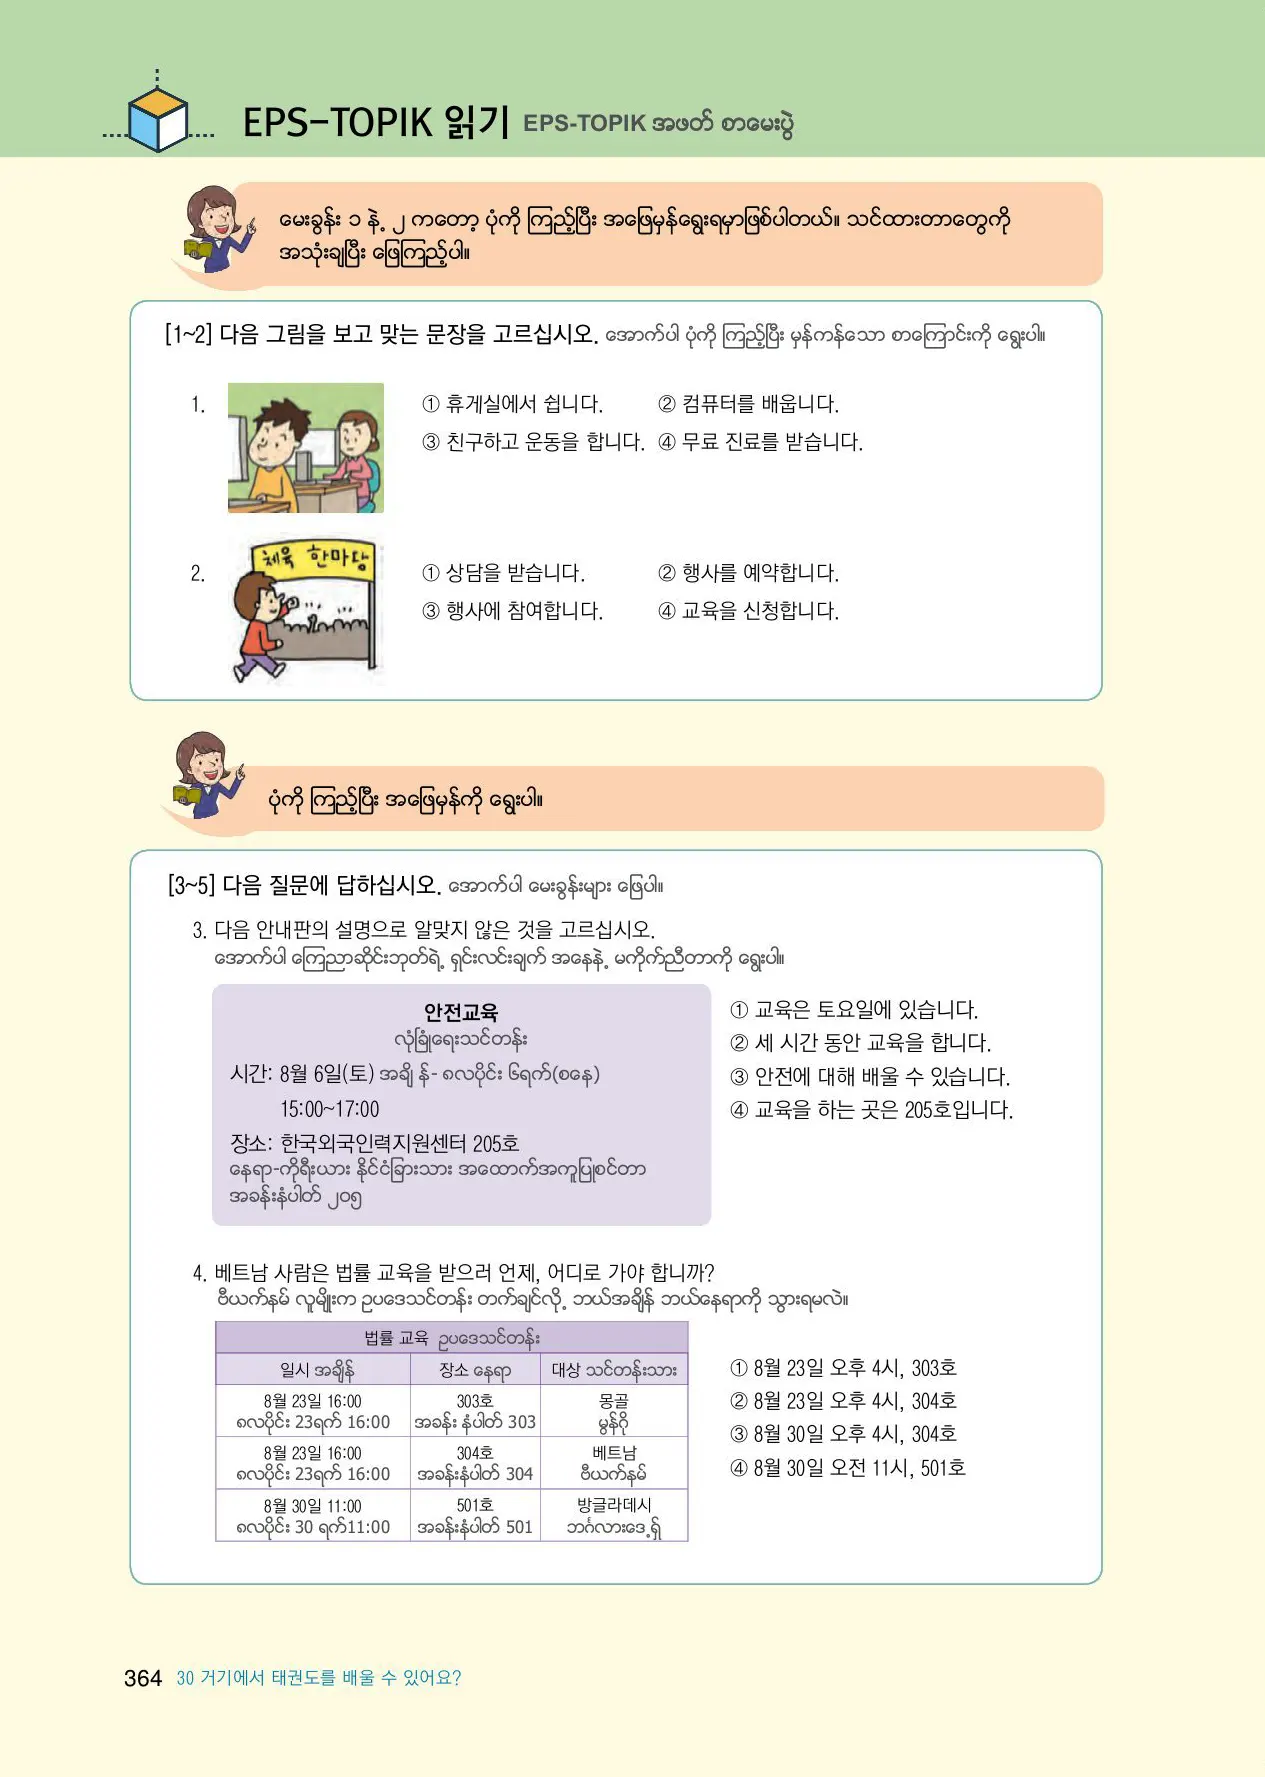 EPS-TOPIK 읽기 EPS-TOPIK အဖတ် စာမေးပွဲ
မေးခွန်း ၁ နဲ့ ၂ ကတော့ ပုံကို ကြည့်ပြီး အဖြေမှန်ရွေးရမှာဖြစ်ပါတယ်။ သင်ထားတာတွေကို
အသုံးချပြီး ဖြေကြည့်ပါ။
[1~2] 다음 그림을 보고 맞는 문장을 고르십시오. အောက်ပါ ပုံကို ကြည့်ပြီး မှန်ကန်သော စာကြောင်းကို ရွေးပါ။
1. ① 휴게실에서 쉽니다. ② 컴퓨터를 배웁니다.
③ 친구하고 운동을 합니다. ④ 무료 진료를 받습니다.
체육 한마당
2. ① 상담을 받습니다. ② 행사를 예약합니다.
③ 행사에 참여합니다. ④ 교육을 신청합니다.
ပုံကို ကြည့်ပြီး အဖြေမှန်ကို ရွေးပါ။
[3~5] 다음 질문에 답하십시오. အောက်ပါ မေးခွန်းများ ဖြေပါ။
3. 다음 안내판의 설명으로 알맞지 않은 것을 고르십시오.
အောက်ပါ ကြေညာဆိုင်းဘုတ်ရဲ့ ရှင်းလင်းချက် အနေနဲ့ မကိုက်ညီတာကို ရွေးပါ။
안전교육
လုံခြုံရေးသင်တန်း
시간: 8월 6일(토) အချိ န်- ၈လပိုင်း ၆ရက်(စနေ)
15:00~17:00
장소: 한국외국인력지원센터 205호
နေရာ-ကိုရီးယား နိုင်ငံခြားသား အထောက်အကူပြုစင်တာ
အခန်းနံပါတ် ၂၀၅
① 교육은 토요일에 있습니다.
② 세 시간 동안 교육을 합니다.
③ 안전에 대해 배울 수 있습니다.
④ 교육을 하는 곳은 205호입니다.
4. 베트남 사람은 법률 교육을 받으러 언제, 어디로 가야 합니까?
ဗီယက်နမ် လူမျိုးက ဥပဒေသင်တန်း တက်ချင်လို့ ဘယ်အချိန် ဘယ်နေရာကို သွားရမလဲ။
법률 교육 ဥပဒေသင်တန်း
일시 အချိန် 장소 နေရာ 대상 သင်တန်းသား
8월 23일 16:00 303호 몽골
၈လပိုင်း 23ရက် 16:00 အခန်း နံပါတ် 303 မွန်ဂို
8월 23일 16:00 304호 베트남
၈လပိုင်း 23ရက် 16:00 အခန်းနံပါတ် 304 ဗီယက်နမ်
8월 30일 11:00 501호 방글라데시
၈လပိုင်း 30 ရက်11:00 အခန်းနံပါတ် 501 ဘင်္ဂလားဒေ့ရှ်
① 8월 23일 오후 4시, 303호
② 8월 23일 오후 4시, 304호
③ 8월 30일 오후 4시, 304호
④ 8월 30일 오전 11시, 501호
364 30 거기에서 태권도를 배울 수 있어요?